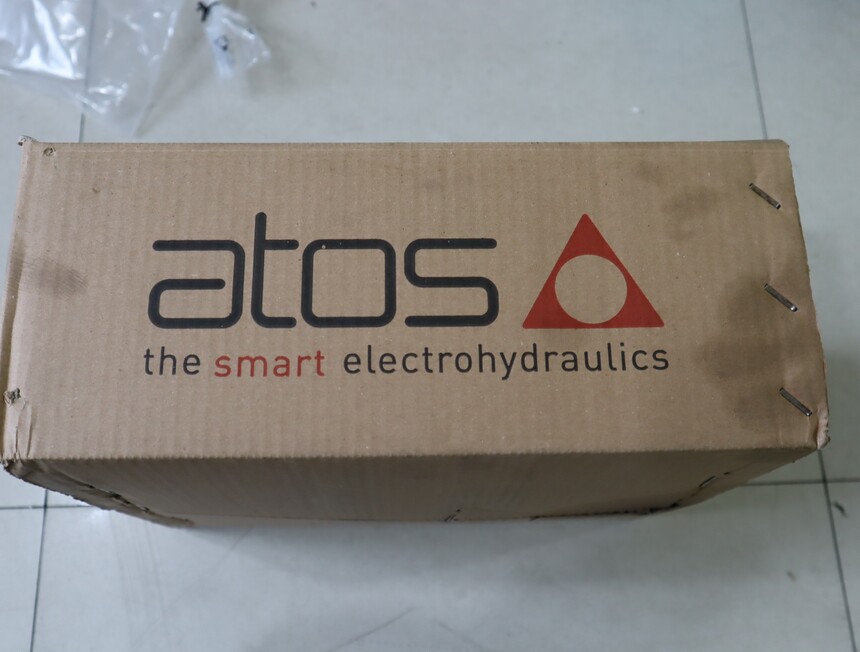 atos
the smart electrohydraulics